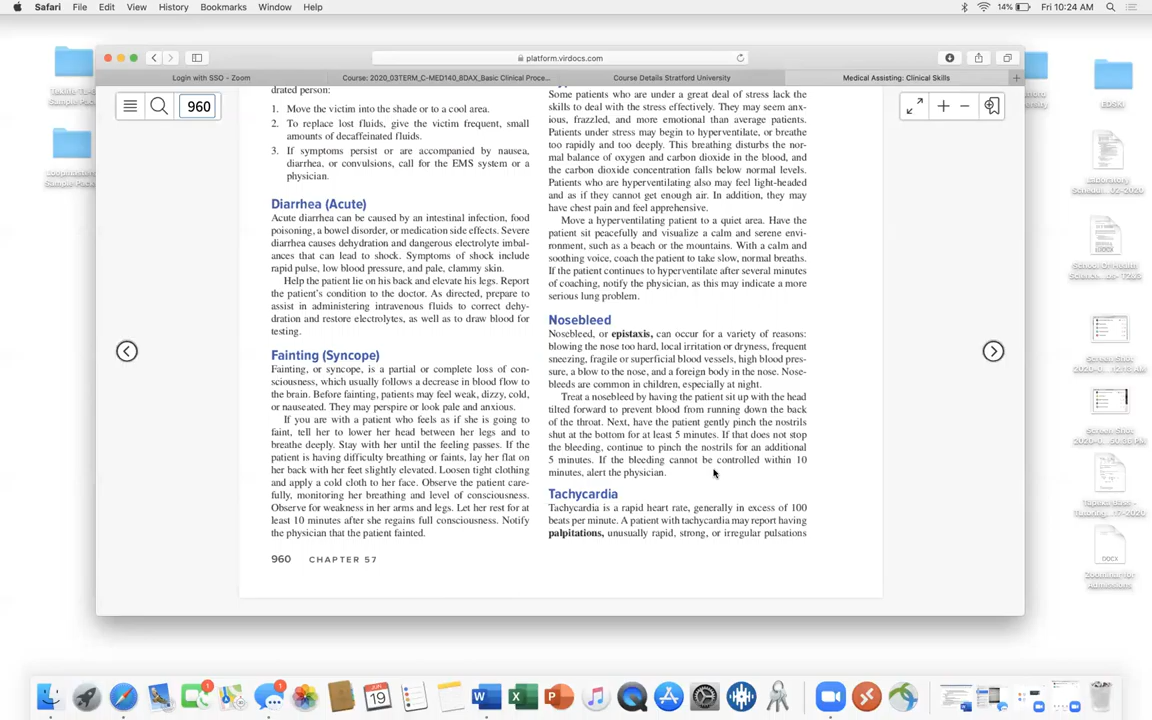 Safari File Edit View History Bookmarks Window Help
14% Fri 10:24 AM
platform.virdocs.com
Login with SSO - Zoom
Course: 2020_03TERM_C-MED140_BDAX_Basic Clinical Proce...
Course Details Stratford University
Medical Assisting: Clinical Skills
960
drated person:
1. Move the victim into the shade or to a cool area.
2. To replace lost fluids, give the victim frequent, small
amounts of decaffeinated fluids.
3. If symptoms persist or are accompanied by nausea,
diarrhea, or convulsions, call for the EMS system or a
physician.
Diarrhea (Acute)
Acute diarrhea can be caused by an intestinal infection, food
poisoning, a bowel disorder, or medication side effects. Severe
diarrhea causes dehydration and dangerous electrolyte imbal-
ances that can lead to shock. Symptoms of shock include
rapid pulse, low blood pressure, and pale, clammy skin.
Help the patient lie on his back and elevate his legs. Report
the patient's condition to the doctor. As directed, prepare to
assist in administering intravenous fluids to correct dehy-
dration and restore electrolytes, as well as to draw blood for
testing.
Fainting (Syncope)
Fainting, or syncope, is a partial or complete loss of con-
sciousness, which usually follows a decrease in blood flow to
the brain. Before fainting, patients may feel weak, dizzy, cold,
or nauseated. They may perspire or look pale and anxious.
If you are with a patient who feels as if she is going to
faint, tell her to lower her head between her legs and to
breathe deeply. Stay with her until the feeling passes. If the
patient is having difficulty breathing or faints, lay her flat on
her back with her feet slightly elevated. Loosen tight clothing
and apply a cold cloth to her face. Observe the patient care-
fully, monitoring her breathing and level of consciousness.
Observe for weakness in her arms and legs. Let her rest for at
least 10 minutes after she regains full consciousness. Notify
the physician that the patient fainted.
960 CHAPTER 57
Some patients who are under a great deal of stress lack the
skills to deal with the stress effectively. They may seem anx-
ious, frazzled, and more emotional than average patients.
Patients under stress may begin to hyperventilate, or breathe
too rapidly and too deeply. This breathing disturbs the nor-
mal balance of oxygen and carbon dioxide in the blood, and
the carbon dioxide concentration falls below normal levels.
Patients who are hyperventilating also may feel light-headed
and as if they cannot get enough air. In addition, they may
have chest pain and feel apprehensive.
Move a hyperventilating patient to a quiet area. Have the
patient sit peacefully and visualize a calm and serene envi-
ronment, such as a beach or the mountains. With a calm and
soothing voice, coach the patient to take slow, normal breaths.
If the patient continues to hyperventilate after several minutes
of coaching, notify the physician, as this may indicate a more
serious lung problem.
Nosebleed
Nosebleed, or epistaxis, can occur for a variety of reasons:
blowing the nose too hard, local irritation or dryness, frequent
sneezing, fragile or superficial blood vessels, high blood pres-
sure, a blow to the nose, and a foreign body in the nose. Nose-
bleeds are common in children, especially at night.
Treat a nosebleed by having the patient sit up with the head
tilted forward to prevent blood from running down the back
of the throat. Next, have the patient gently pinch the nostrils
shut at the bottom for at least 5 minutes. If that does not stop
the bleeding, continue to pinch the nostrils for an additional
5 minutes. If the bleeding cannot be controlled within 10
minutes, alert the physician.
Tachycardia
Tachycardia is a rapid heart rate, generally in excess of 100
beats per minute. A patient with tachycardia may report having
palpitations, unusually rapid, strong, or irregular pulsations
EDSKI
Laboratory
School Of Health
Screen Shot
Screen Shot
DOCX
Admissions
JUN
19